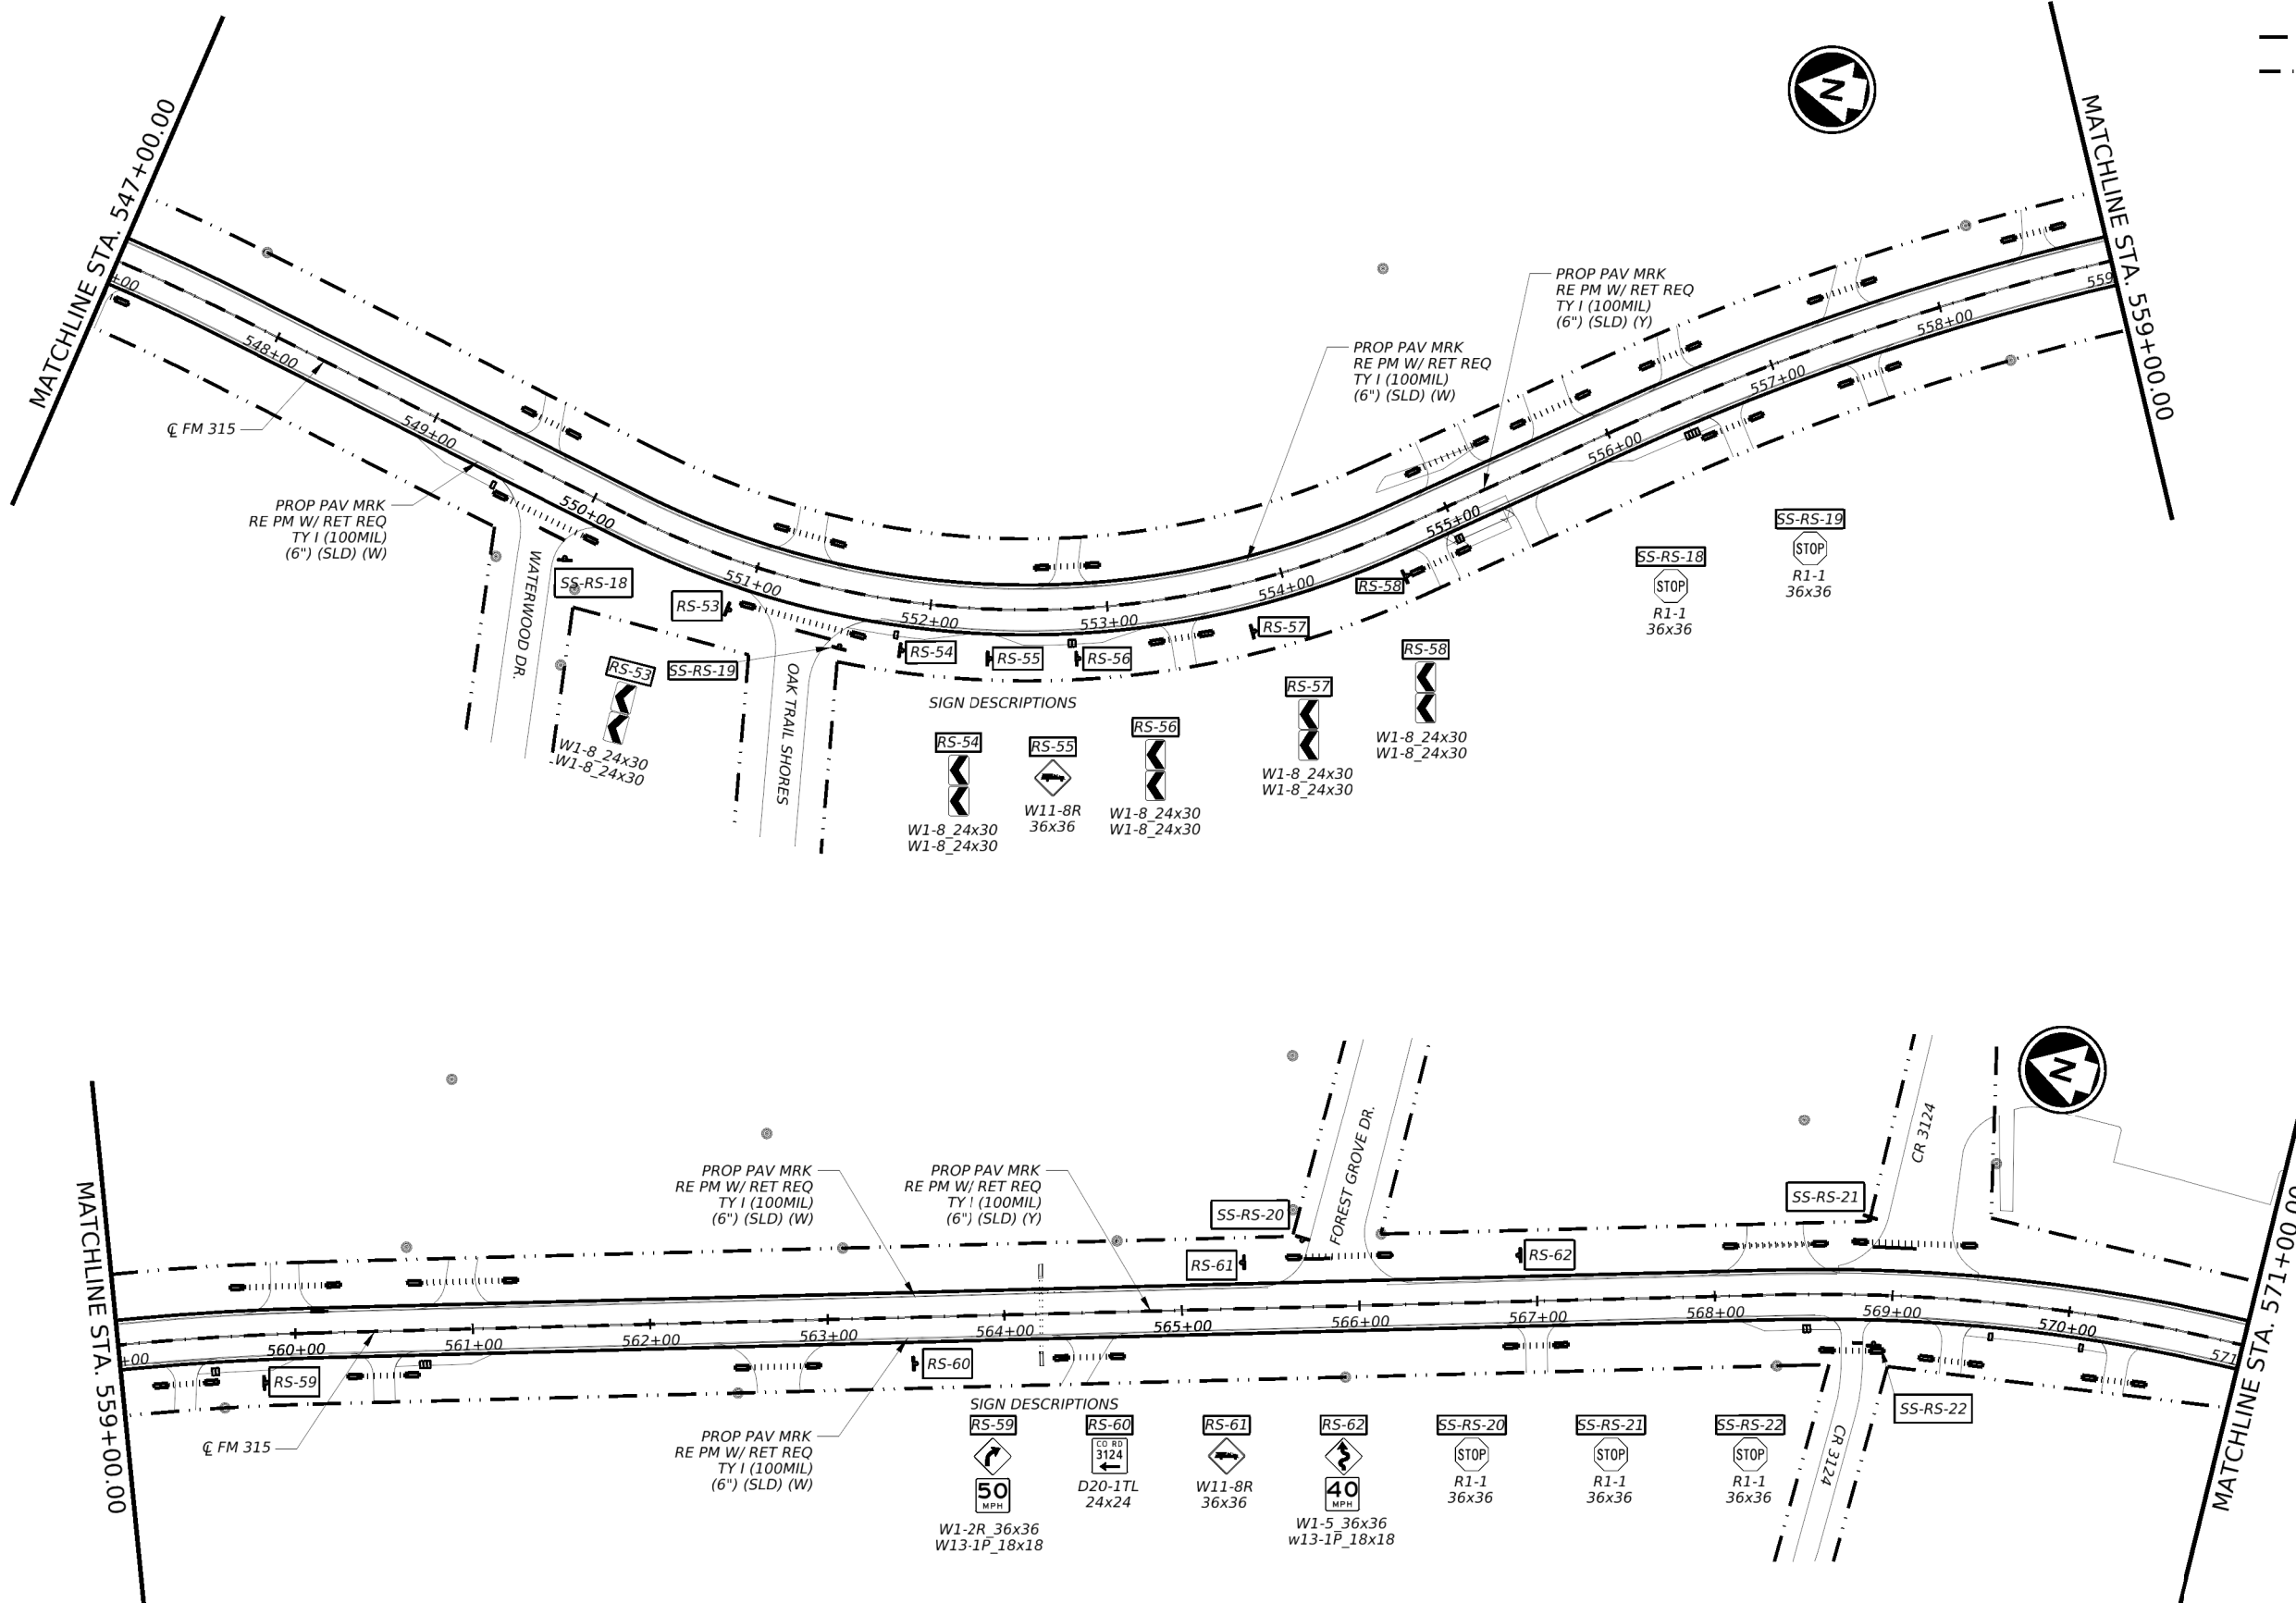 MATCHLINE STA. 547+00.00
N
MATCHLINE STA. 559+00.00
+00
548+00
549+00
550+00
551+00
552+00
553+00
554+00
555+00
556+00
557+00
558+00
559
℄ FM 315
PROP PAV MRK
RE PM W/ RET REQ
TY I (100MIL)
(6") (SLD) (W)
PROP PAV MRK
RE PM W/ RET REQ
TY I (100MIL)
(6") (SLD) (W)
PROP PAV MRK
RE PM W/ RET REQ
TY I (100MIL)
(6") (SLD) (Y)
WATERWOOD DR.
SS-RS-18
RS-53
SS-RS-19
OAK TRAIL SHORES
RS-54
RS-55
RS-56
RS-57
RS-58
SIGN DESCRIPTIONS
RS-53
W1-8_24x30
W1-8_24x30
RS-54
W1-8_24x30
W1-8_24x30
RS-55
W11-8R
36x36
RS-56
W1-8_24x30
W1-8_24x30
RS-57
W1-8_24x30
W1-8_24x30
RS-58
W1-8_24x30
W1-8_24x30
SS-RS-18
STOP
R1-1
36x36
SS-RS-19
STOP
R1-1
36x36
N
MATCHLINE STA. 559+00.00
MATCHLINE STA. 571+00.00
+00
560+00
561+00
562+00
563+00
564+00
565+00
566+00
567+00
568+00
569+00
570+00
571
PROP PAV MRK
RE PM W/ RET REQ
TY I (100MIL)
(6") (SLD) (W)
PROP PAV MRK
RE PM W/ RET REQ
TY I (100MIL)
(6") (SLD) (Y)
SS-RS-20
FOREST GROVE DR.
RS-61
RS-62
SS-RS-21
CR 3124
RS-59
RS-60
℄ FM 315
PROP PAV MRK
RE PM W/ RET REQ
TY I (100MIL)
(6") (SLD) (W)
SS-RS-22
CR 3124
SIGN DESCRIPTIONS
RS-59
50
MPH
W1-2R_36x36
W13-1P_18x18
RS-60
CO RD
3124
D20-1TL
24x24
RS-61
W11-8R
36x36
RS-62
40
MPH
W1-5_36x36
w13-1P_18x18
SS-RS-20
STOP
R1-1
36x36
SS-RS-21
STOP
R1-1
36x36
SS-RS-22
STOP
R1-1
36x36